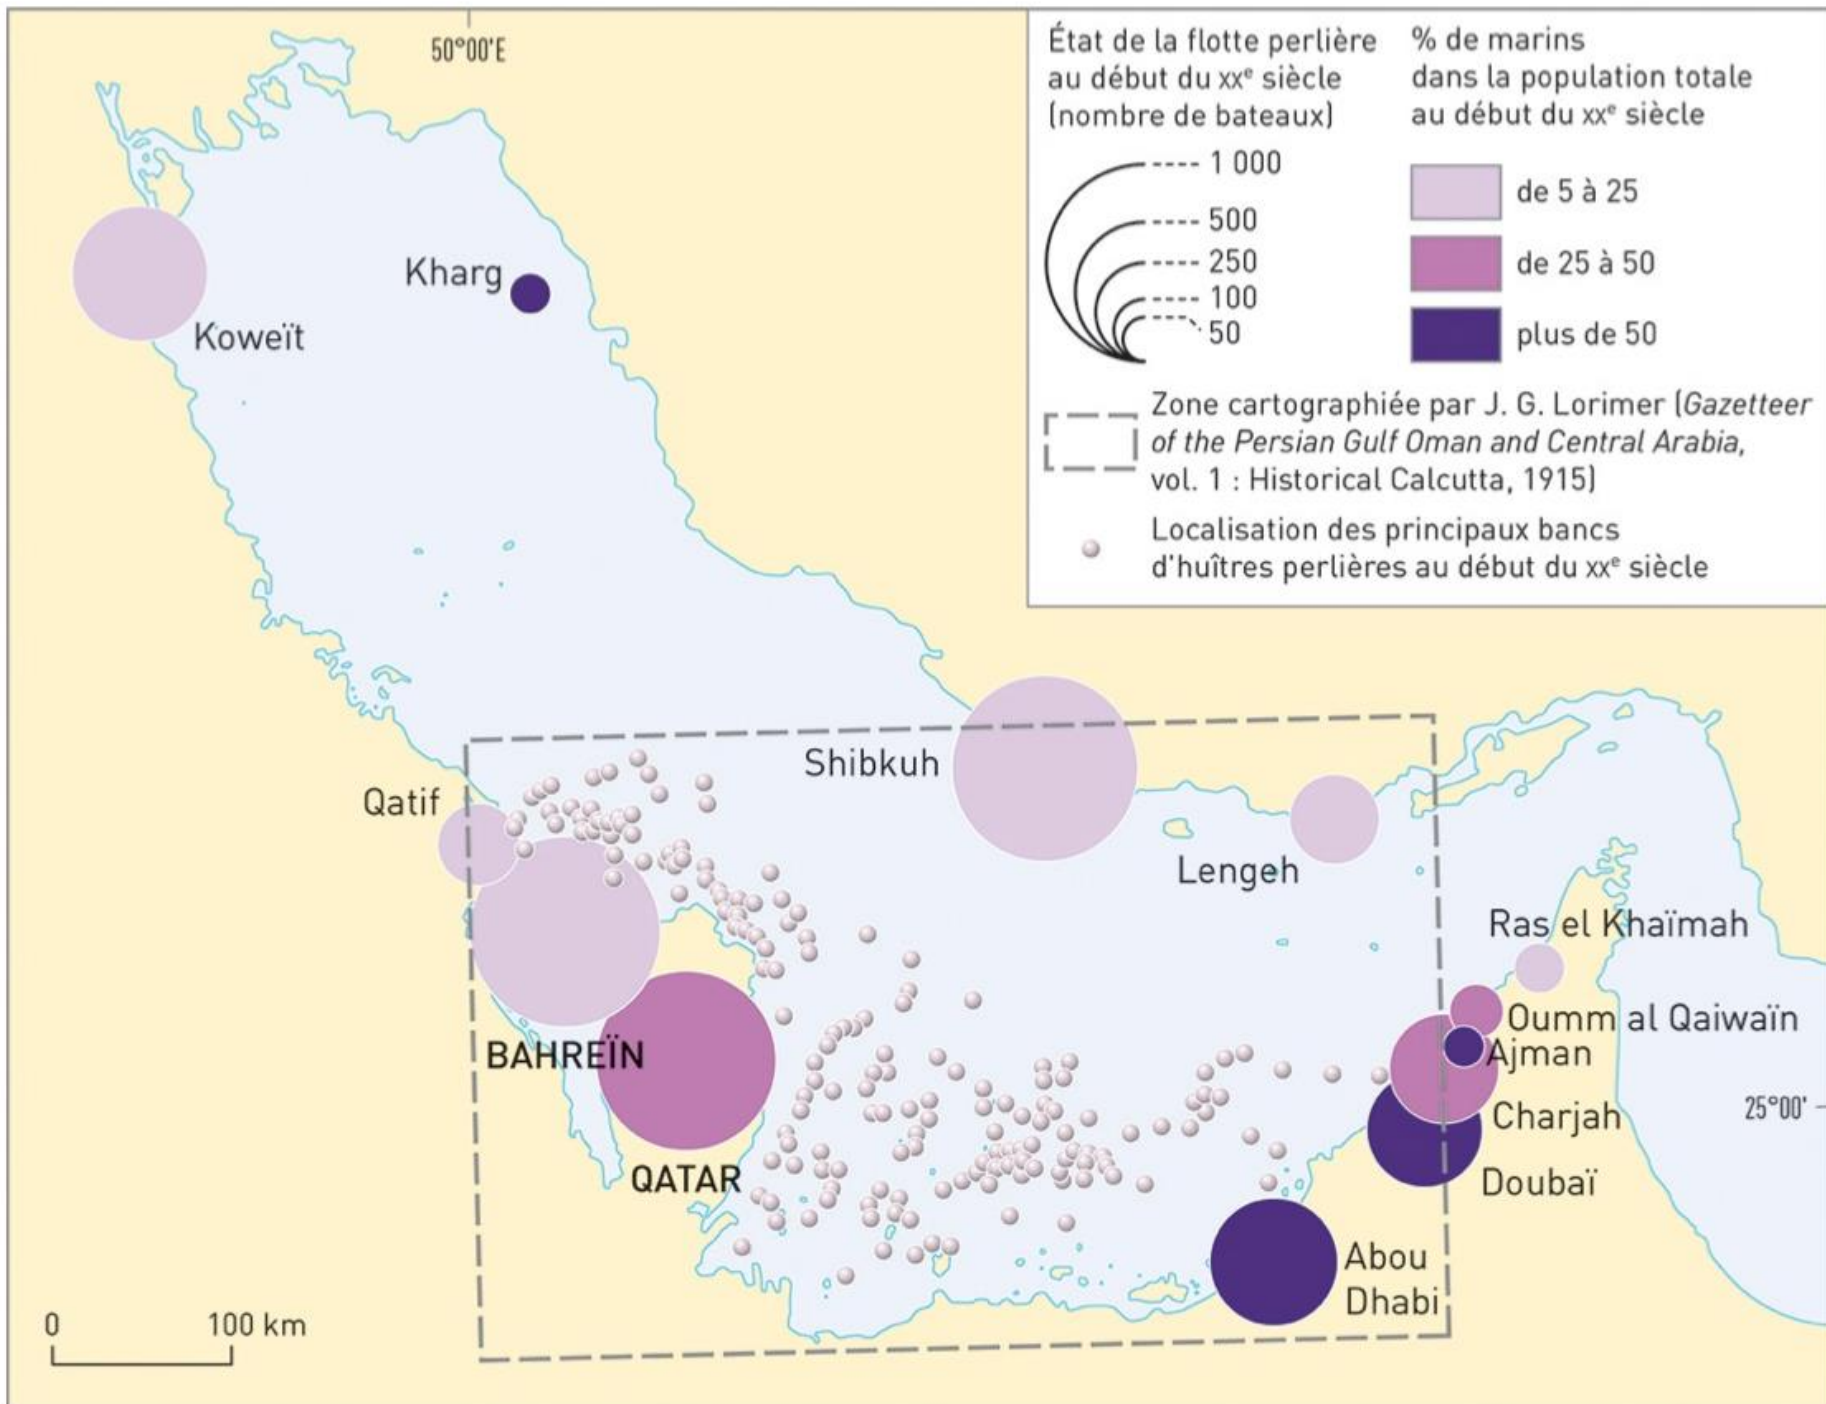 50°00'E
État de la flotte perlière
au début du XXe siècle
(nombre de bateaux)
1 000
500
250
100
50
% de marins
dans la population totale
au début du XXe siècle
de 5 à 25
de 25 à 50
plus de 50
Zone cartographiée par J. G. Lorimer (Gazetteer
of the Persian Gulf Oman and Central Arabia,
vol. 1 : Historical Calcutta, 1915)
Localisation des principaux bancs
d'huîtres perlières au début du XXe siècle
Kharg
Koweït
Shibkuh
Qatif
Lengeh
Ras el Khaïmah
Oumm al Qaiwaïn
Ajman
BAHREÏN
25°00'
Charjah
QATAR
Doubaï
Abou
Dhabi
0
100 km